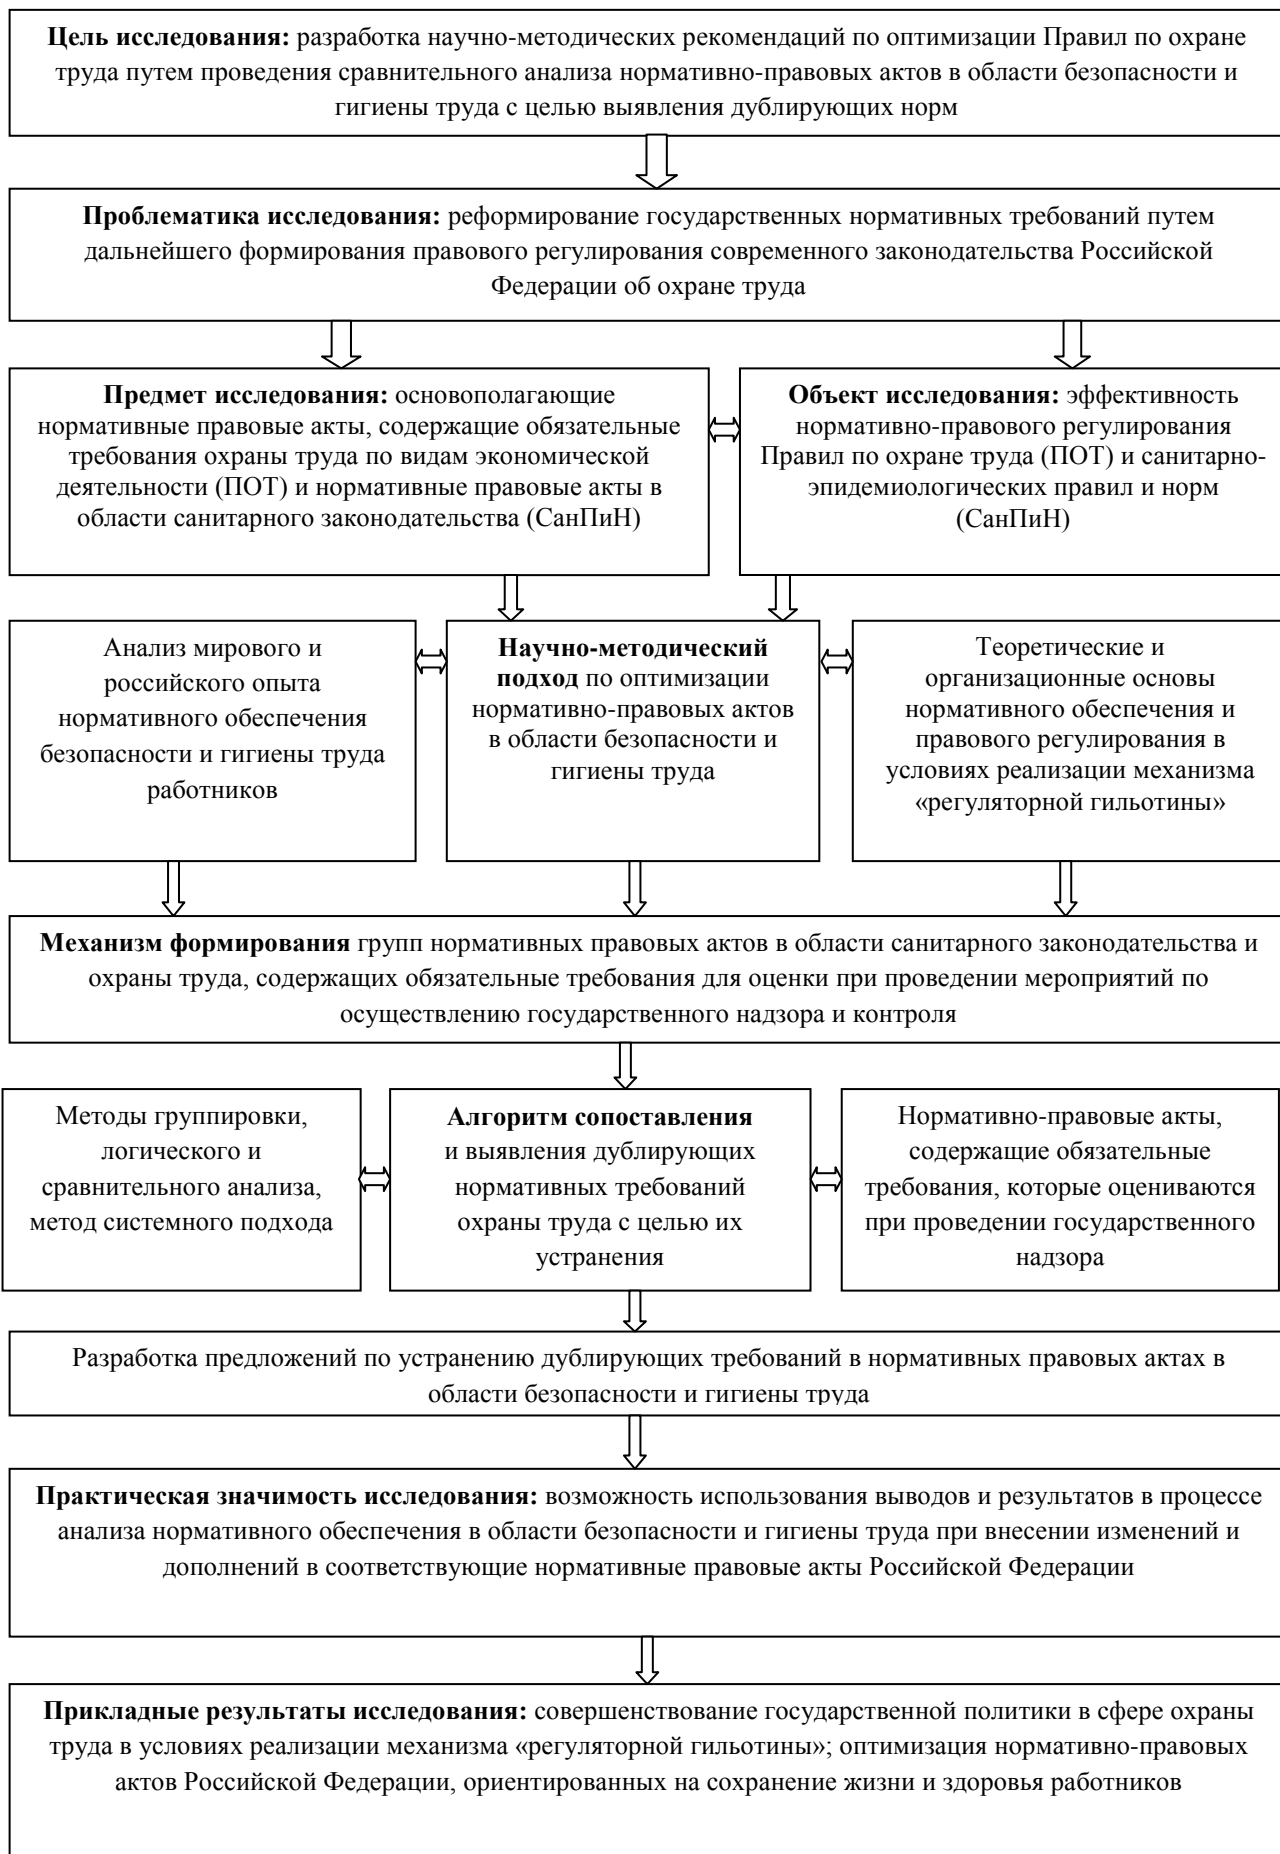 Цель исследования: разработка научно-методических рекомендаций по оптимизации Правил по охране
труда путем проведения сравнительного анализа нормативно-правовых актов в области безопасности и
гигиены труда с целью выявления дублирующих норм
Проблематика исследования: реформирование государственных нормативных требований путем
дальнейшего формирования правового регулирования современного законодательства Российской
Федерации об охране труда
Предмет исследования: основополагающие
нормативные правовые акты, содержащие обязательные
требования охраны труда по видам экономической
деятельности (ПОТ) и нормативные правовые акты в
области санитарного законодательства (СанПиН)
Объект исследования: эффективность
нормативно-правового регулирования
Правил по охране труда (ПОТ) и санитарно-
эпидемиологических правил и норм
(СанПиН)
Анализ мирового и
российского опыта
нормативного обеспечения
безопасности и гигиены труда
работников
Научно-методический
подход по оптимизации
нормативно-правовых актов
в области безопасности и
гигиены труда
Теоретические и
организационные основы
нормативного обеспечения и
правового регулирования в
условиях реализации механизма
«регуляторной гильотины»
Механизм формирования групп нормативных правовых актов в области санитарного законодательства и
охраны труда, содержащих обязательные требования для оценки при проведении мероприятий по
осуществлению государственного надзора и контроля
Методы группировки,
логического и
сравнительного анализа,
метод системного подхода
Алгоритм сопоставления
и выявления дублирующих
нормативных требований
охраны труда с целью их
устранения
Нормативно-правовые акты,
содержащие обязательные
требования, которые оцениваются
при проведении государственного
надзора
Разработка предложений по устранению дублирующих требований в нормативных правовых актах в
области безопасности и гигиены труда
Практическая значимость исследования: возможность использования выводов и результатов в процессе
анализа нормативного обеспечения в области безопасности и гигиены труда при внесении изменений и
дополнений в соответствующие нормативные правовые акты Российской Федерации
Прикладные результаты исследования: совершенствование государственной политики в сфере охраны
труда в условиях реализации механизма «регуляторной гильотины»; оптимизация нормативно-правовых
актов Российской Федерации, ориентированных на сохранение жизни и здоровья работников